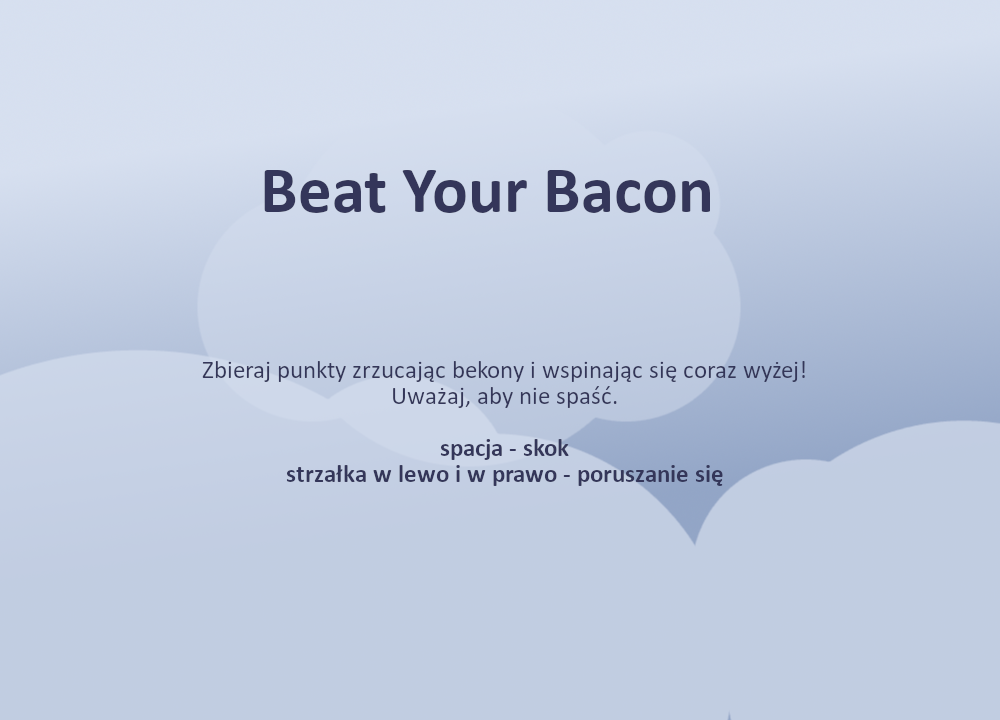 Beat Your Bacon
Zbieraj punkty zrzucając bekony i wspinając się coraz wyżej!
Uważaj, aby nie spaść.
spacja - skok
strzałka w lewo i w prawo - poruszanie się